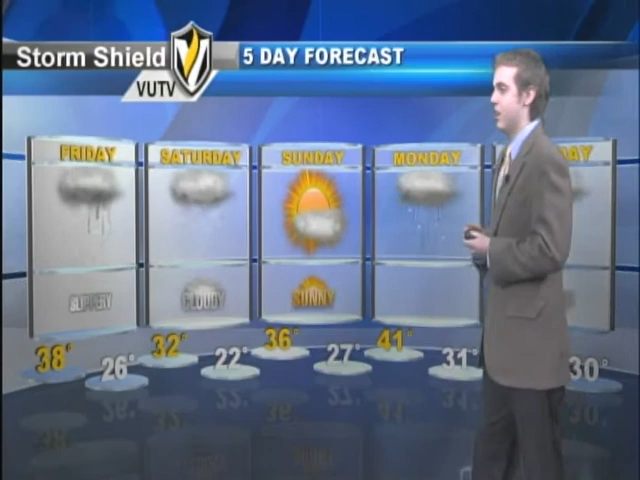 Storm Shield
V
VUTV
5 DAY FORECAST
FRIDAY SATURDAY SUNDAY MONDAY
SLIPPERY CLOUDY SUNNY
38° 32° 36° 41°
26° 22° 27° 31° 30°